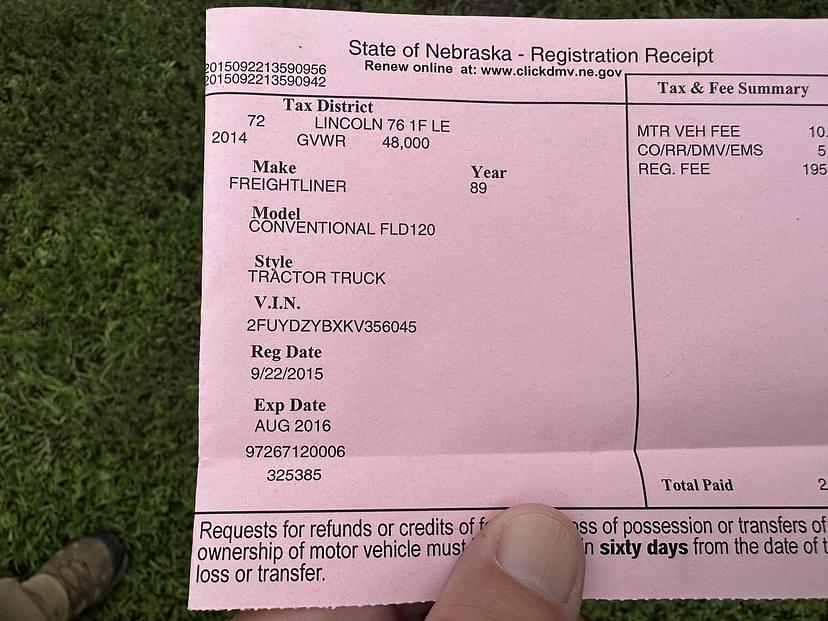 State of Nebraska - Registration Receipt
Renew online at: www.clickdmv.ne.gov
2015092213590956
2015092213590942
Tax District
72 LINCOLN 76 1F LE
2014 GVWR 48,000
Make Year
FREIGHTLINER 89
Model
CONVENTIONAL FLD120
Style
TRACTOR TRUCK
V.I.N.
2FUYDZYBXKV356045
Reg Date
9/22/2015
Exp Date
AUG 2016
97267120006
325385
Tax & Fee Summary
MTR VEH FEE 10.
CO/RR/DMV/EMS 5
REG. FEE 195
Total Paid 2
Requests for refunds or credits of of possession or transfers of
ownership of motor vehicle must sixty days from the date of
loss or transfer.